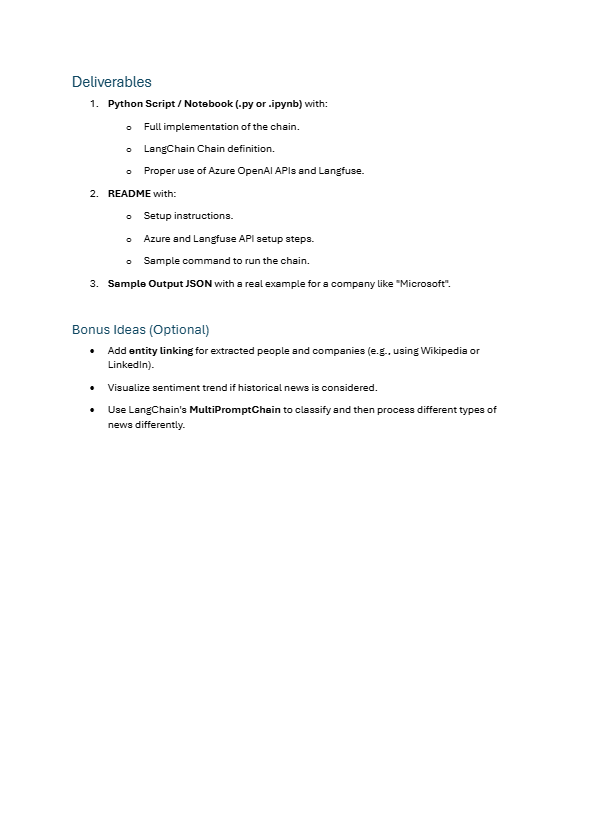 Deliverables
1. Python Script / Notebook (.py or .ipynb) with:
o Full implementation of the chain.
o LangChain Chain definition.
o Proper use of Azure OpenAI APIs and Langfuse.
2. README with:
o Setup instructions.
o Azure and Langfuse API setup steps.
o Sample command to run the chain.
3. Sample Output JSON with a real example for a company like "Microsoft".
Bonus Ideas (Optional)
• Add entity linking for extracted people and companies (e.g., using Wikipedia or
LinkedIn).
• Visualize sentiment trend if historical news is considered.
• Use LangChain's MultiPromptChain to classify and then process different types of
news differently.